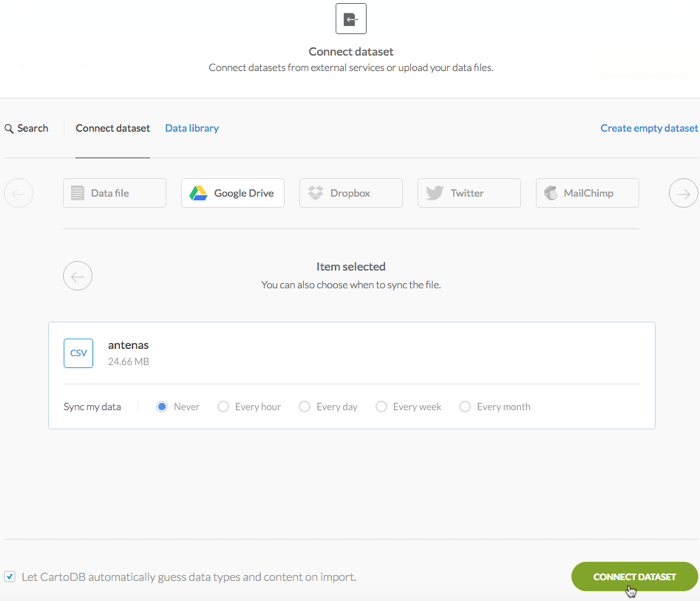 Connect dataset
Connect datasets from external services or upload your data files.
Search Connect dataset Data library Create empty dataset
Data file Google Drive Dropbox Twitter MailChimp
Item selected
You can also choose when to sync the file.
CSV antenas
24.66 MB
Sync my data Never Every hour Every day Every week Every month
Let CartoDB automatically guess data types and content on import.
CONNECT DATASET